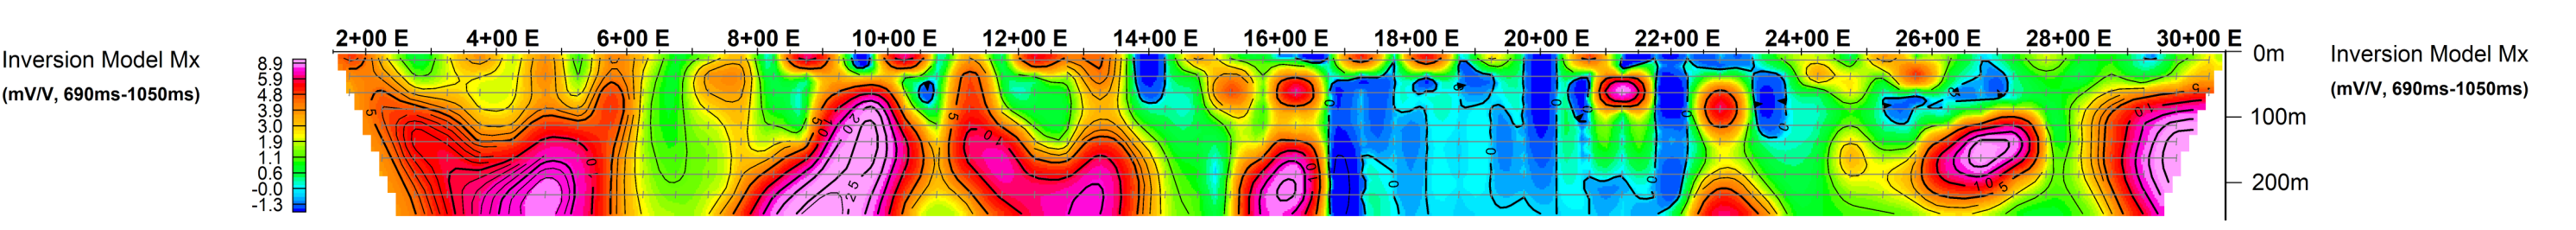 2+00 E 4+00 E 6+00 E 8+00 E 10+00 E 12+00 E 14+00 E 16+00 E 18+00 E 20+00 E 22+00 E 24+00 E 26+00 E 28+00 E 30+00 E
Inversion Model Mx
(mV/V, 690ms-1050ms)
8.9
5.9
4.8
3.9
3.0
1.9
1.1
0.6
-0.0
-1.3
0m
100m
200m
Inversion Model Mx
(mV/V, 690ms-1050ms)